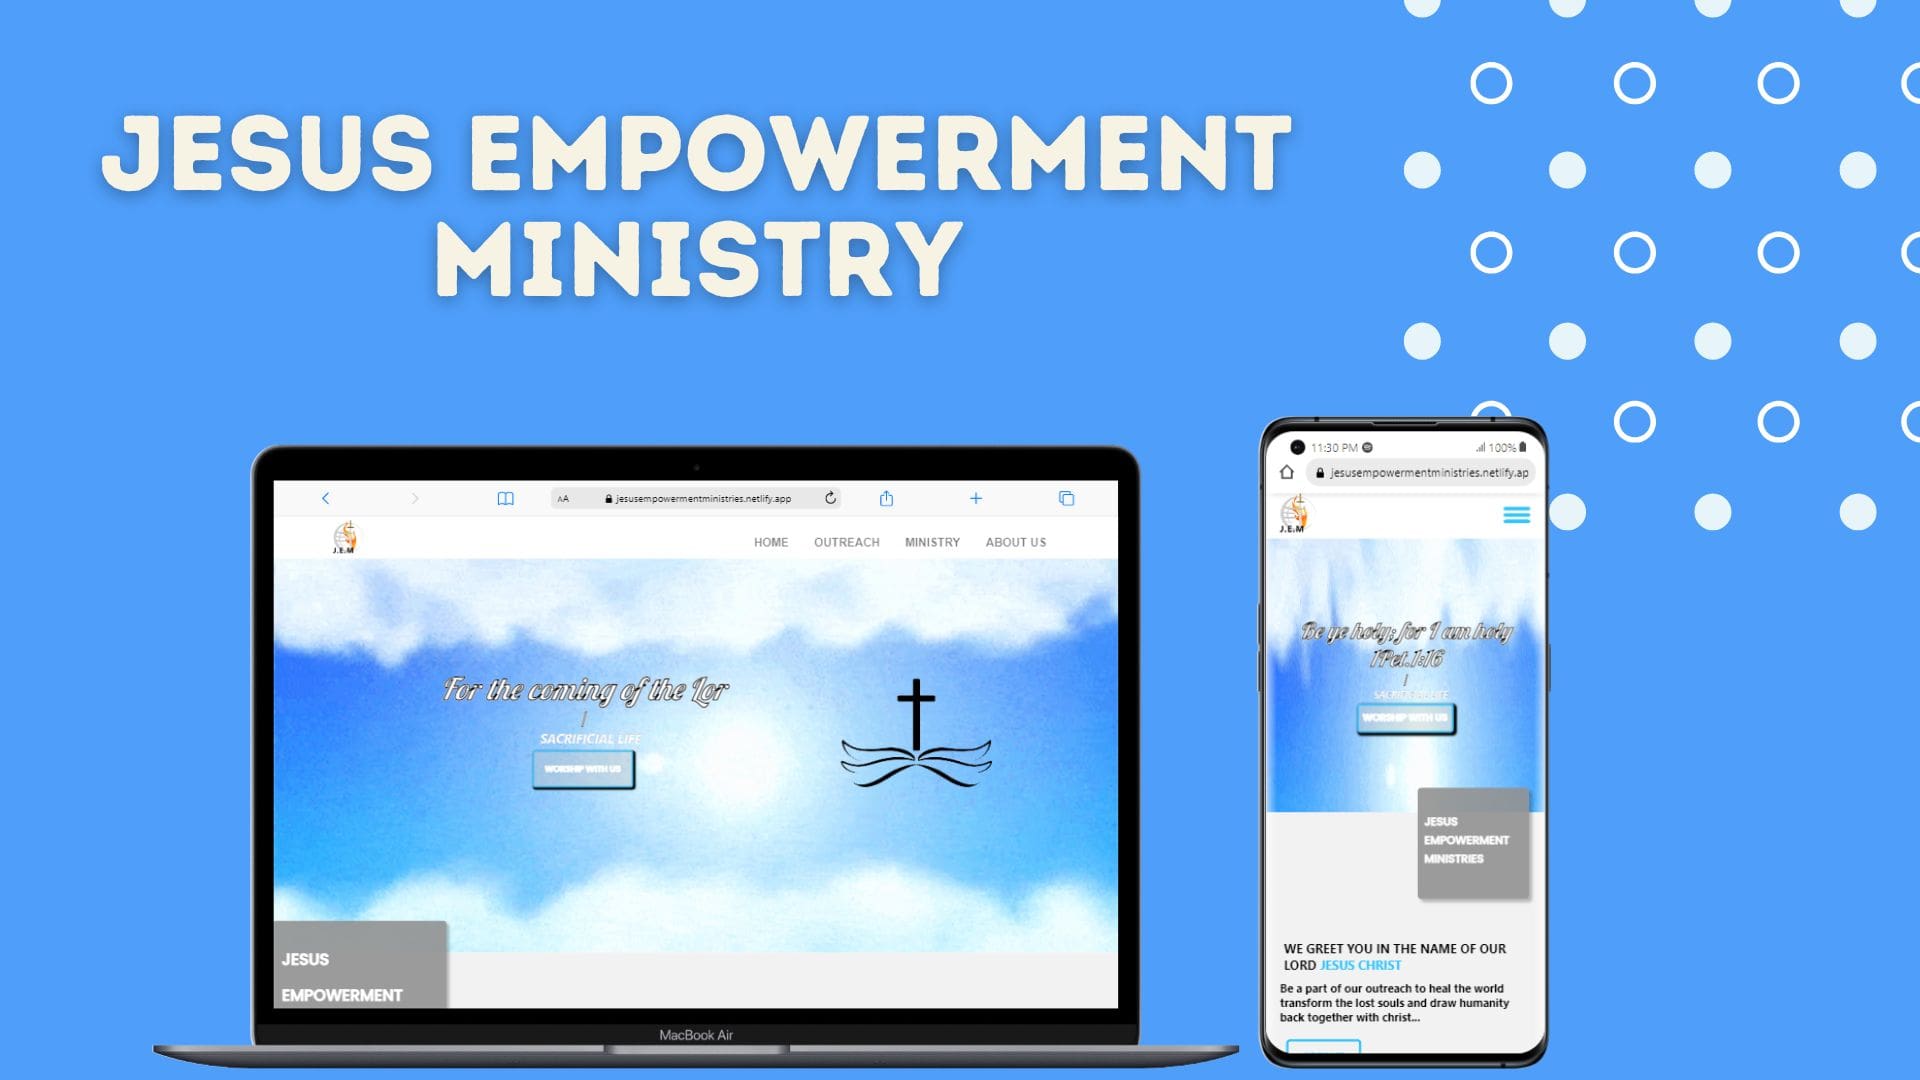 JESUS EMPOWERMENT
MINISTRY
AA jesusempowermentministries.netlify.app
J.E.M
HOME OUTREACH MINISTRY ABOUT US
For the coming of the Lor
|
SACRIFICIAL LIFE
WORSHIP WITH US
JESUS
EMPOWERMENT
MacBook Air
11:30 PM 100%
jesusempowermentministries.netlify.ap
J.E.M
Be ye holy; for I am holy
1Pet.1:16
|
SACRIFICIAL LIFE
WORSHIP WITH US
JESUS
EMPOWERMENT
MINISTRIES
WE GREET YOU IN THE NAME OF OUR
LORD JESUS CHRIST
Be a part of our outreach to heal the world
transform the lost souls and draw humanity
back together with christ...